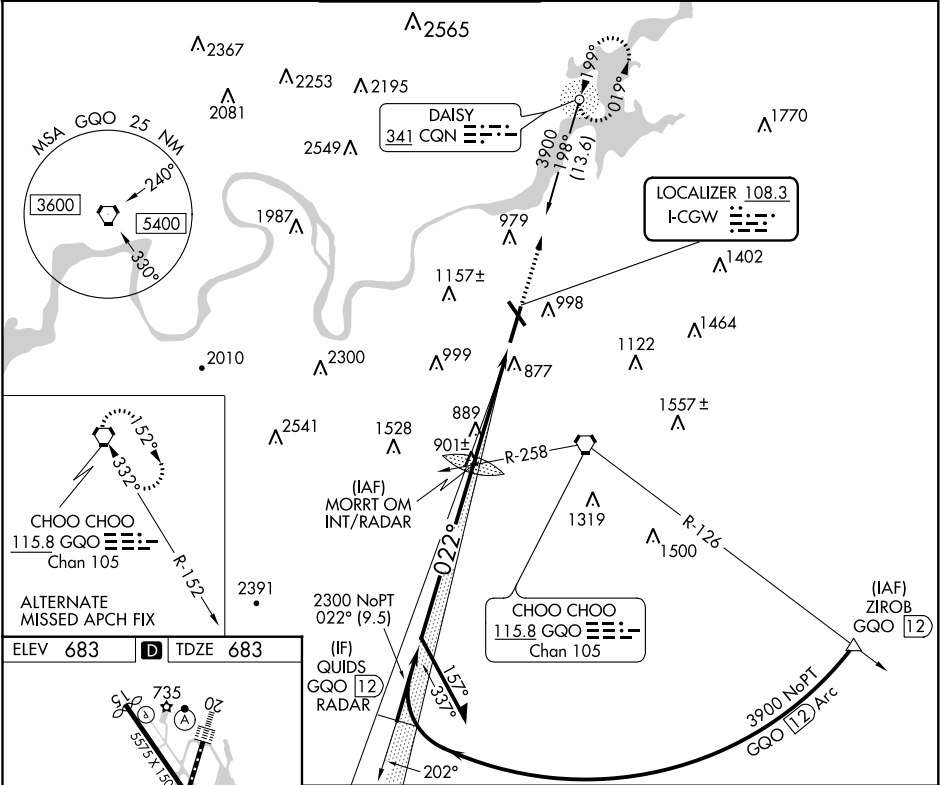 2565
2367
2253
2195
2081
MSA GQO 25 NM
240°
3600
5400
330°
DAISY
341 CQN
199°
019°
3900
198°
(13.6)
1770
2549
LOCALIZER 108.3
I-CGW
1987
979
1402
1157±
998
1464
2010
2300
999
877
1122
889
1557±
2541
1528
901±
R-258
152°
332°
CHOO CHOO
115.8 GQO
Chan 105
R-152
ALTERNATE
MISSED APCH FIX
(IAF)
MORRT OM
INT/RADAR
1319
R-126
1500
022°
2391
2300 NoPT
022° (9.5)
CHOO CHOO
115.8 GQO
Chan 105
(IAF)
ZIROB
GQO 12
(IF)
QUIDS
GQO 12
RADAR
157°
337°
3900 NoPT
GQO 12 Arc
202°
ELEV 683
D
TDZE 683
735
20
A
5575 X 150